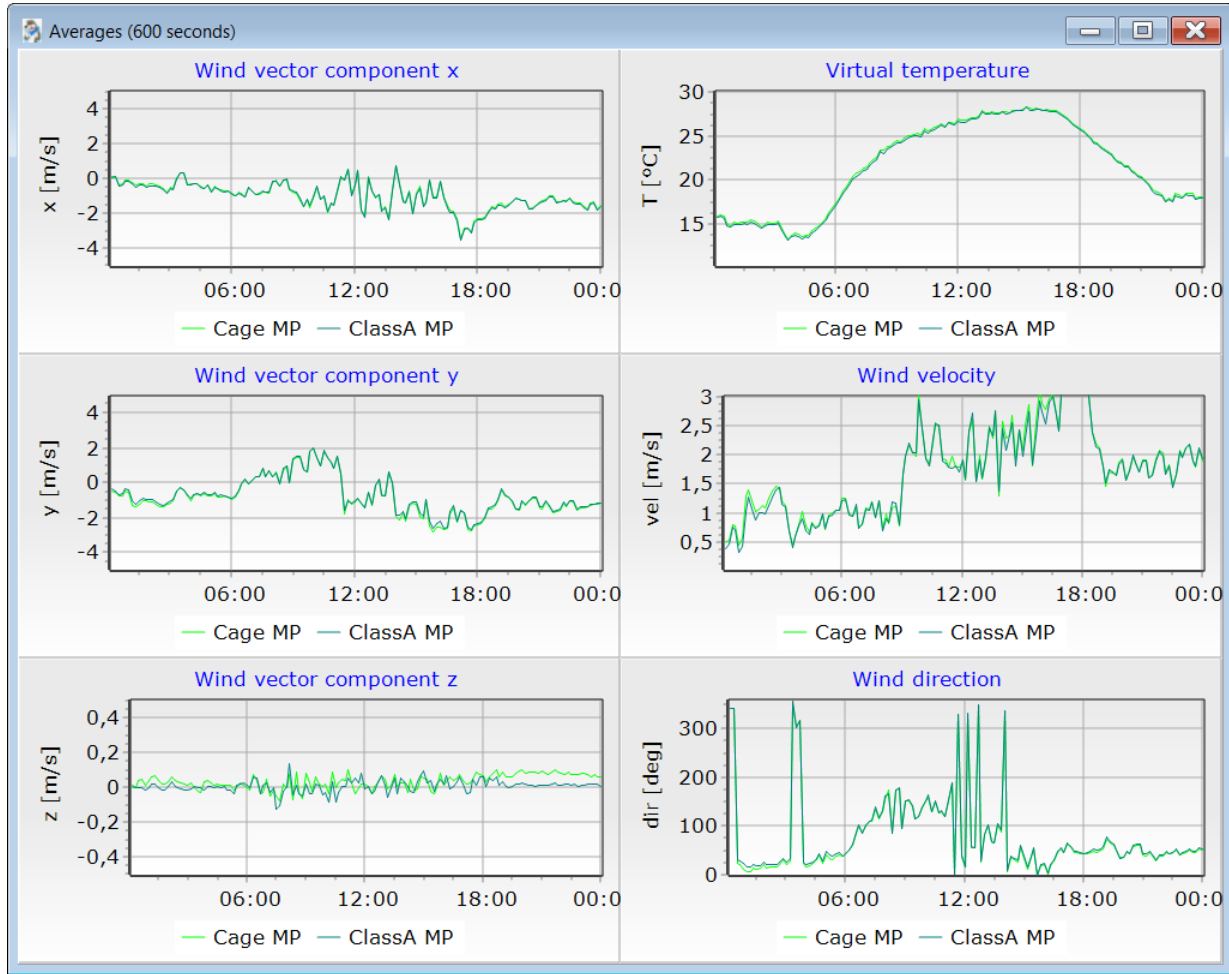 Averages (600 seconds)
Wind vector component x
x [m/s]
4
2
0
-2
-4
06:00 12:00 18:00 00:0
Cage MP ClassA MP
Virtual temperature
T [°C]
30
25
20
15
06:00 12:00 18:00 00:0
Cage MP ClassA MP
Wind vector component y
y [m/s]
4
2
0
-2
-4
06:00 12:00 18:00 00:0
Cage MP ClassA MP
Wind velocity
vel [m/s]
3
2,5
2
1,5
1
0,5
06:00 12:00 18:00 00:0
Cage MP ClassA MP
Wind vector component z
z [m/s]
0,4
0,2
0
-0,2
-0,4
06:00 12:00 18:00 00:0
Cage MP ClassA MP
Wind direction
dir [deg]
300
200
100
0
06:00 12:00 18:00 00:0
Cage MP ClassA MP